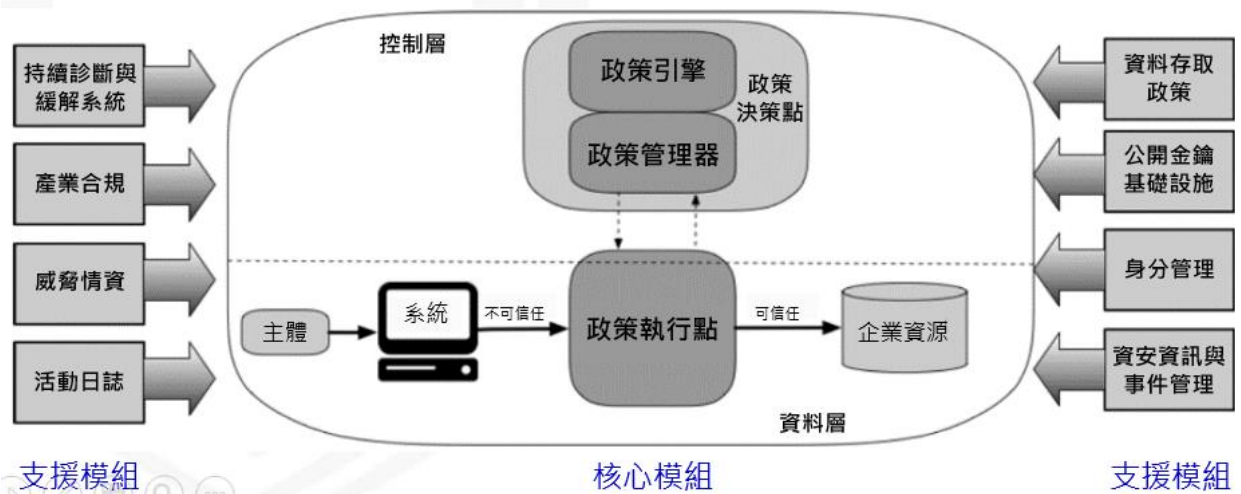 持續診斷與
緩解系統
產業合規
威脅情資
活動日誌
支援模組
控制層
政策引擎
政策管理器
政策
決策點
主體
系統
不可信任
政策執行點
可信任
企業資源
資料層
核心模組
資料存取
政策
公開金鑰
基礎設施
身分管理
資安資訊與
事件管理
支援模組